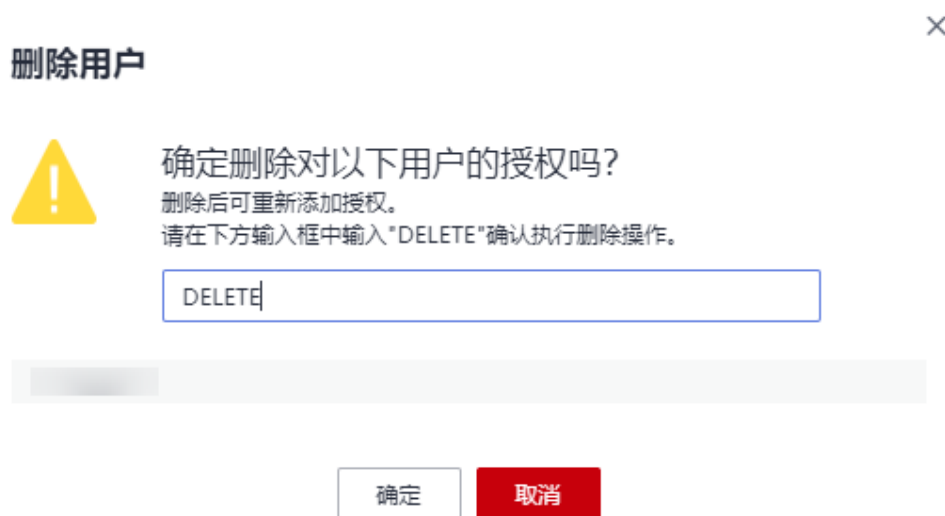 删除用户
确定删除对以下用户的授权吗?
删除后可重新添加授权。
请在下方输入框中输入"DELETE"确认执行删除操作。
DELETE
确定
取消